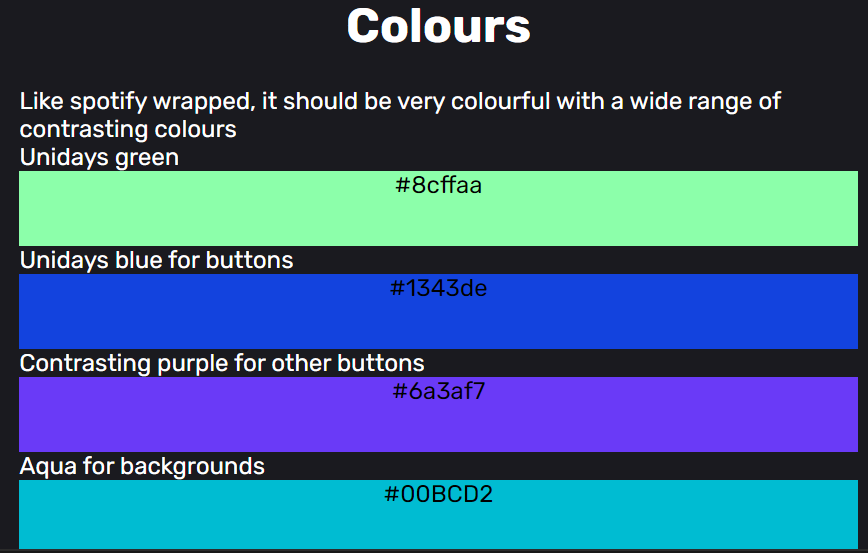 Colours
Like spotify wrapped, it should be very colourful with a wide range of
contrasting colours
Unidays green
#8cffaa
Unidays blue for buttons
#1343de
Contrasting purple for other buttons
#6a3af7
Aqua for backgrounds
#00BCD2